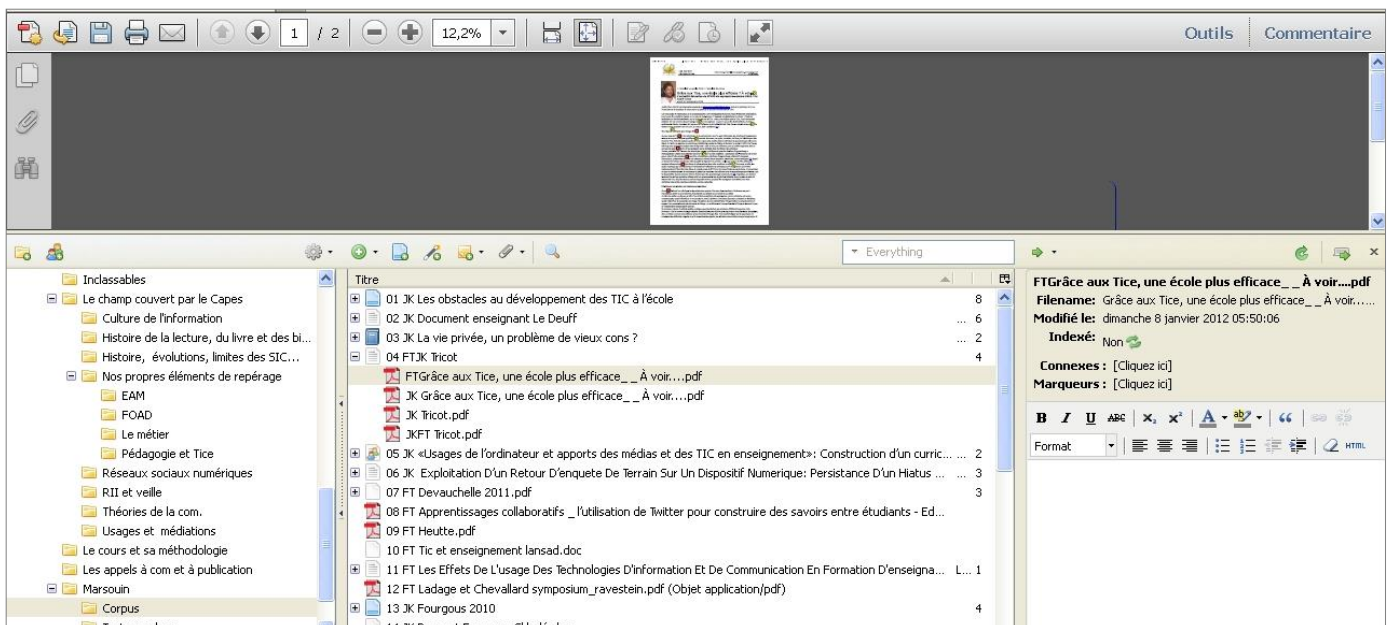 1 / 2 12,2% Outils Commentaire
Everything
Inclassables
Le champ couvert par le Capes
Culture de l'information
Histoire de la lecture, du livre et des bi...
Histoire, évolutions, limites des SIC...
Nos propres éléments de repérage
EAM
FOAD
Le métier
Pédagogie et Tice
Réseaux sociaux numériques
RII et veille
Théories de la com.
Usages et médiations
Le cours et sa méthodologie
Les appels à com et à publication
Marsouin
Corpus
Titre
01 JK Les obstacles au développement des TIC à l'école 8
02 JK Document enseignant Le Deuff ... 6
03 JK La vie privée, un problème de vieux cons ? ... 2
04 FTJK Tricot 4
FTGrâce aux Tice, une école plus efficace_ _ À voir....pdf
JK Grâce aux Tice, une école plus efficace_ _ À voir....pdf
JK Tricot.pdf
JKFT Tricot.pdf
05 JK «Usages de l'ordinateur et apports des médias et des TIC en enseignement»: Construction d'un curric... ... 2
06 JK Exploitation D'un Retour D'enquete De Terrain Sur Un Dispositif Numerique: Persistance D'un Hiatus ... ... 3
07 FT Devauchelle 2011.pdf 3
08 FT Apprentissages collaboratifs _ l'utilisation de Twitter pour construire des savoirs entre étudiants - Ed...
09 FT Heutte.pdf
10 FT Tic et enseignement lansad.doc
11 FT Les Effets De L'usage Des Technologies D'information Et De Communication En Formation D'enseigna... L... 1
12 FT Ladage et Chevallard symposium_ravestein.pdf (Objet application/pdf)
13 JK Fourgous 2010 4
FTGrâce aux Tice, une école plus efficace_ _ À voir....pdf
Filename: Grâce aux Tice, une école plus efficace_ _ À voir......
Modifié le: dimanche 8 janvier 2012 05:50:06
Indexé: Non
Connexes : [Cliquez ici]
Marqueurs : [Cliquez ici]
B I U ABC X₂ X² A ab
Format HTML